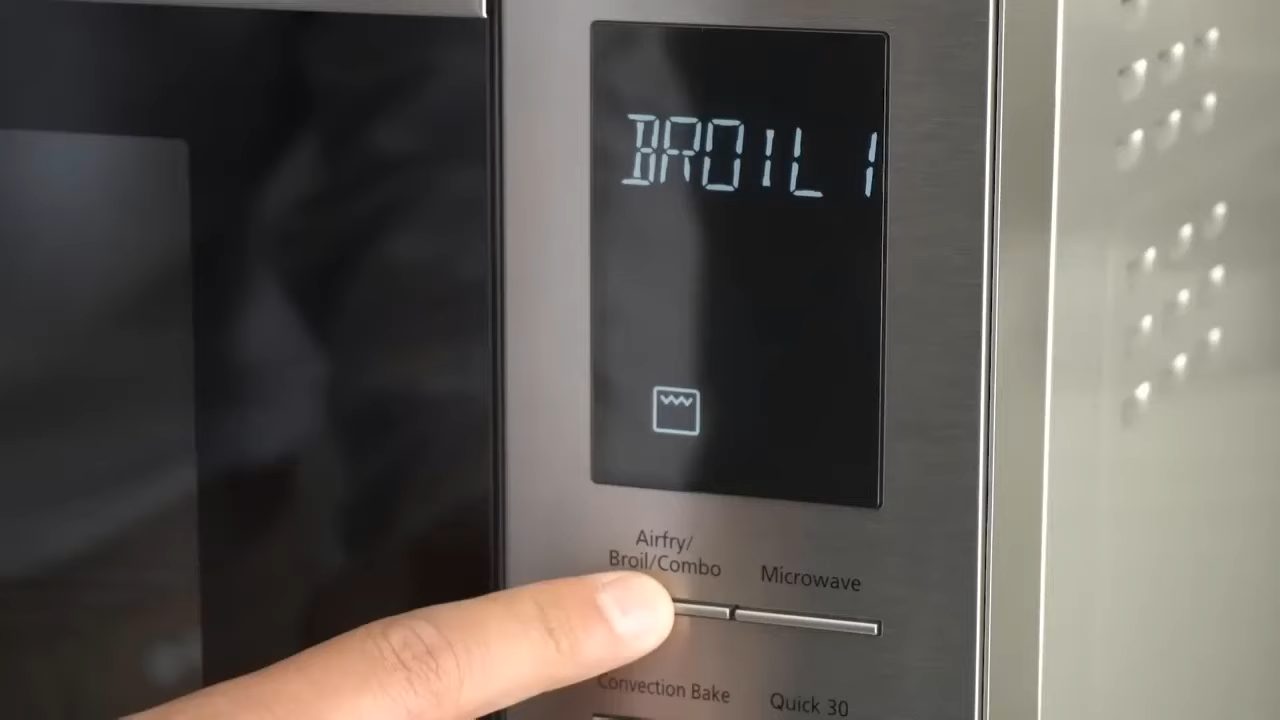 BROIL 1
Airfry/
Broil/Combo
Microwave
Convection Bake
Quick 30